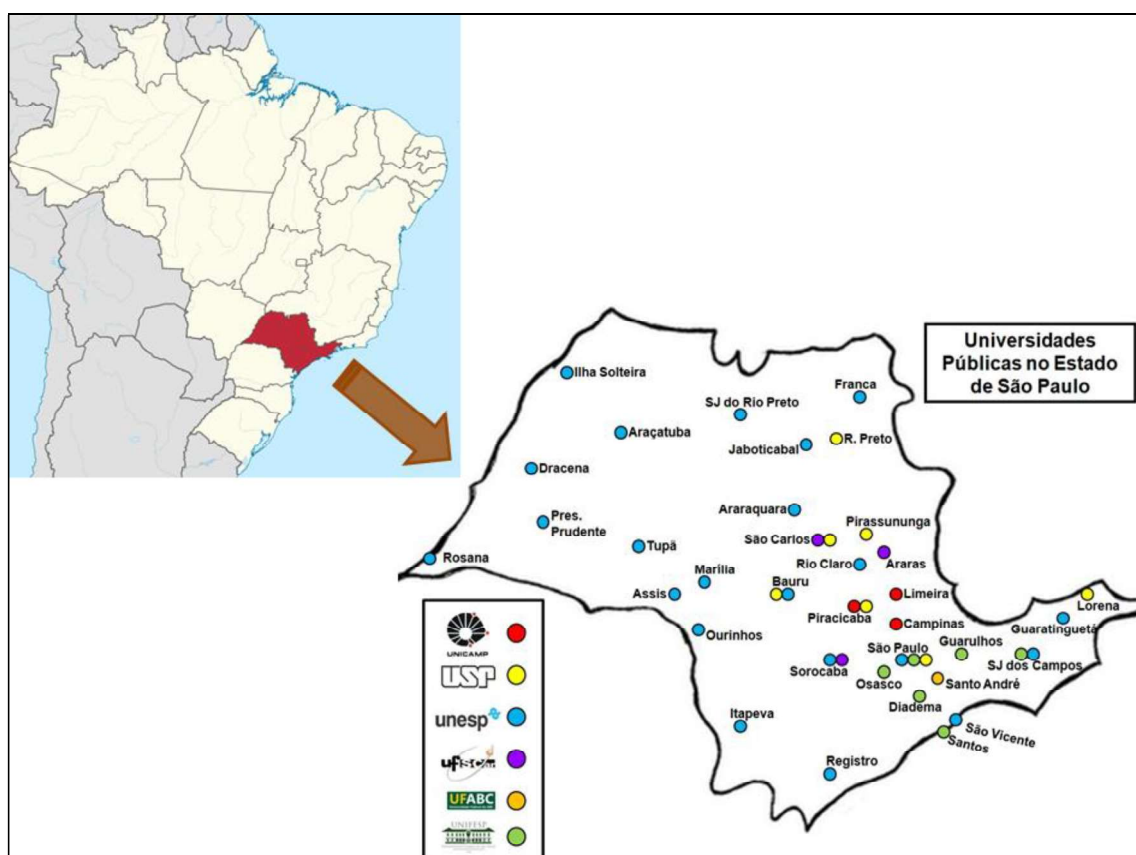 Universidades
Públicas no Estado
de São Paulo
Ilha Solteira
Franca
SJ do Rio Preto
Araçatuba
R. Preto
Jaboticabal
Dracena
Araraquara
Pirassununga
Pres.
Prudente
São Carlos
Tupã
Araras
Rosana
Rio Claro
Marília
Bauru
Assis
Limeira
Lorena
Piracicaba
Campinas
Guaratinguetá
Ourinhos
São Paulo
Guarulhos
Sorocaba
SJ dos Campos
Osasco
Santo André
Diadema
Itapeva
São Vicente
Santos
Registro
UNICAMP
USP
unesp
ufscar
UFABC
UNIFESP